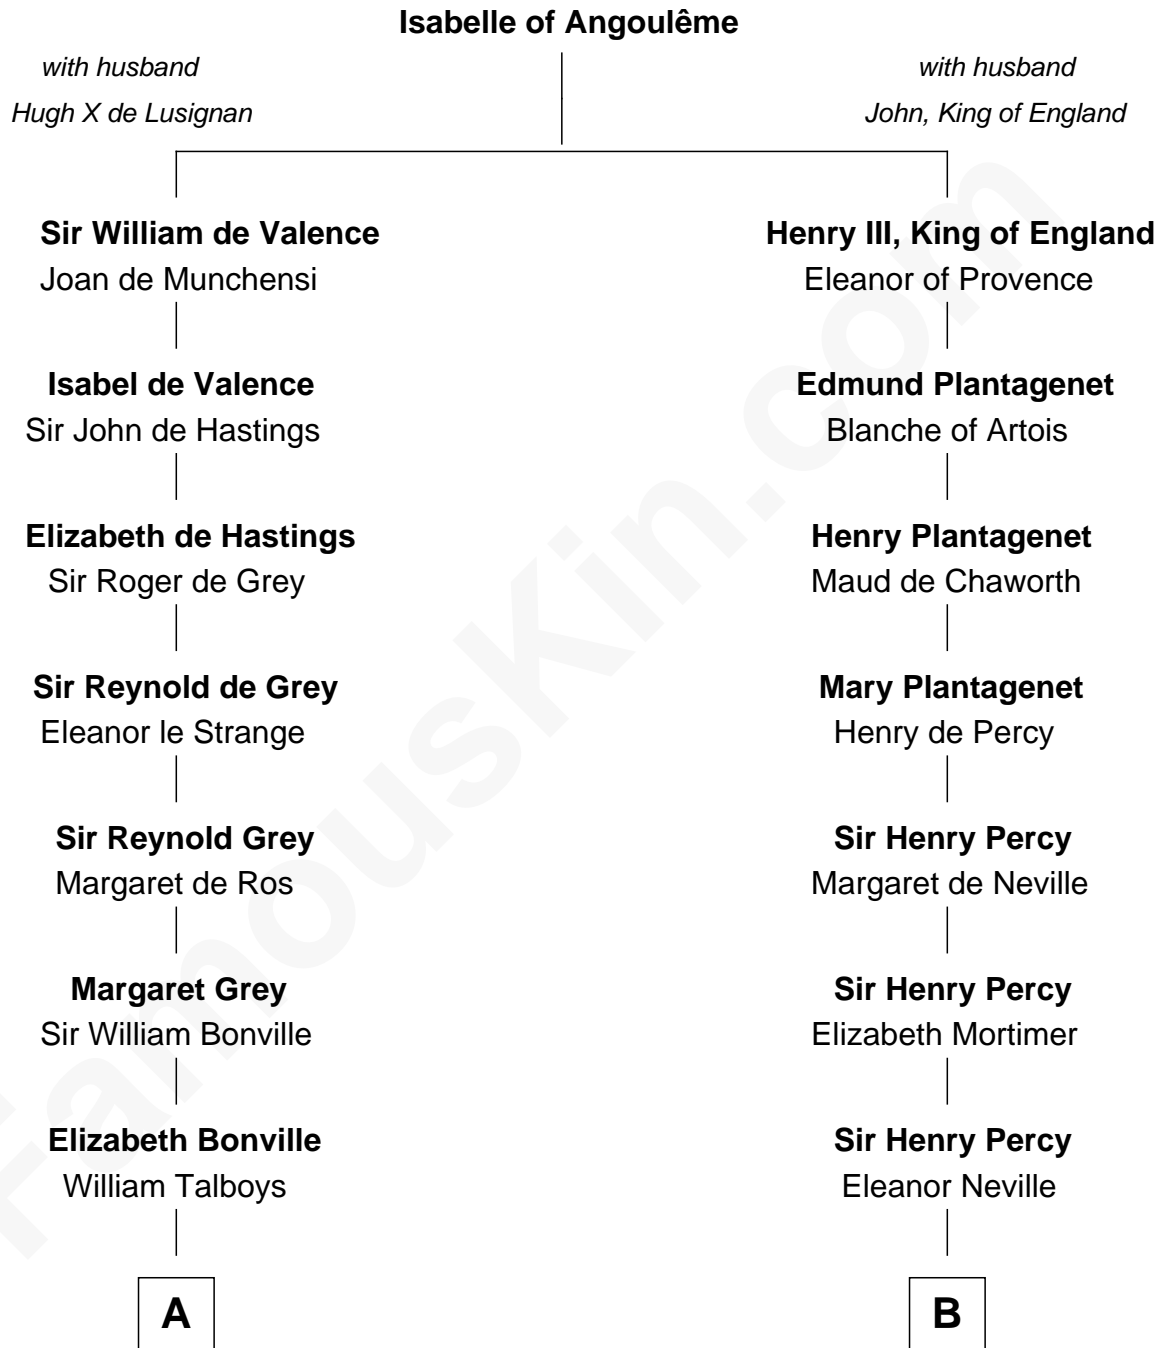 Isabelle of Angoulême
with husband
Hugh X de Lusignan
with husband
John, King of England
Sir William de Valence
Joan de Munchensi
Henry III, King of England
Eleanor of Provence
Isabel de Valence
Sir John de Hastings
Edmund Plantagenet
Blanche of Artois
Elizabeth de Hastings
Sir Roger de Grey
Henry Plantagenet
Maud de Chaworth
Sir Reynold de Grey
Eleanor le Strange
Mary Plantagenet
Henry de Percy
Sir Reynold Grey
Margaret de Ros
Sir Henry Percy
Margaret de Neville
Margaret Grey
Sir William Bonville
Sir Henry Percy
Elizabeth Mortimer
Elizabeth Bonville
William Talboys
Sir Henry Percy
Eleanor Neville
A
B
FamousKin.com